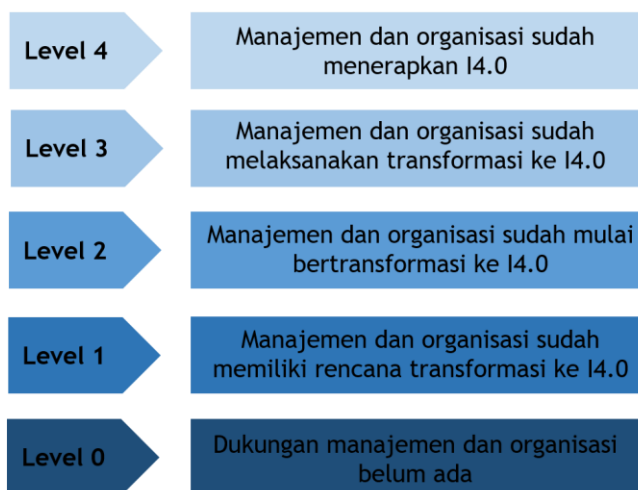 Level 4
Manajemen dan organisasi sudah
menerapkan I4.0
Level 3
Manajemen dan organisasi sudah
melaksanakan transformasi ke I4.0
Level 2
Manajemen dan organisasi sudah mulai
bertransformasi ke I4.0
Level 1
Manajemen dan organisasi sudah
memiliki rencana transformasi ke I4.0
Level 0
Dukungan manajemen dan organisasi
belum ada